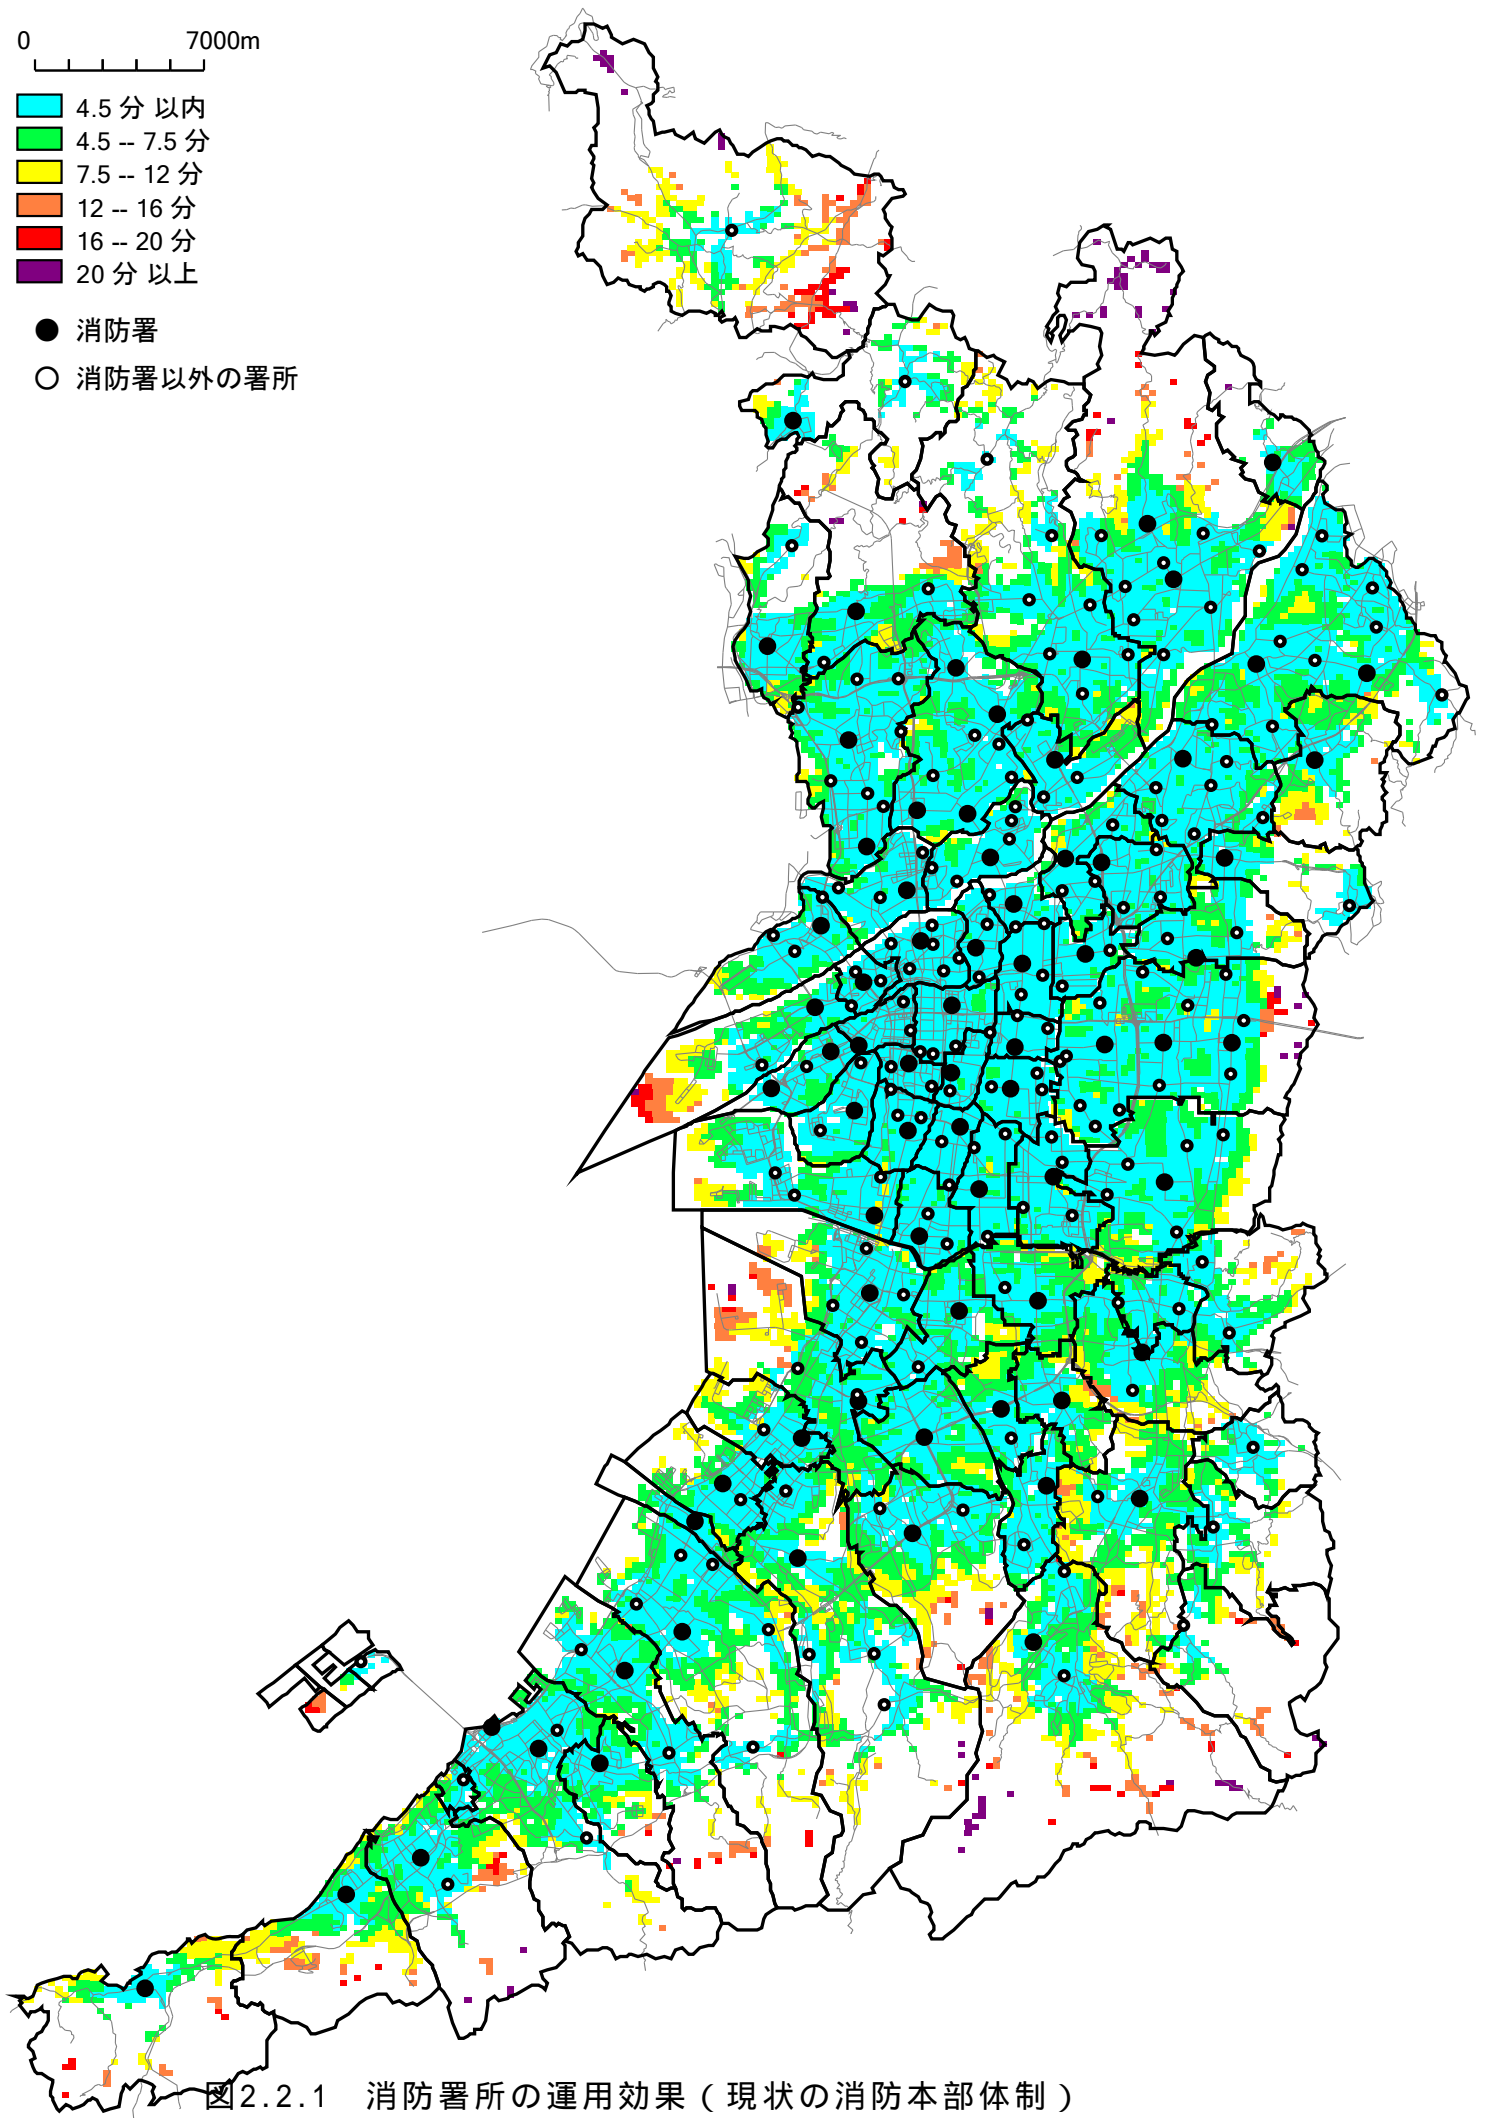 0 7000m
4.5 分 以内
4.5 -- 7.5 分
7.5 -- 12 分
12 -- 16 分
16 -- 20 分
20 分 以上
消防署
消防署以外の署所
図2.2.1 消防署所の運用効果(現状の消防本部体制)